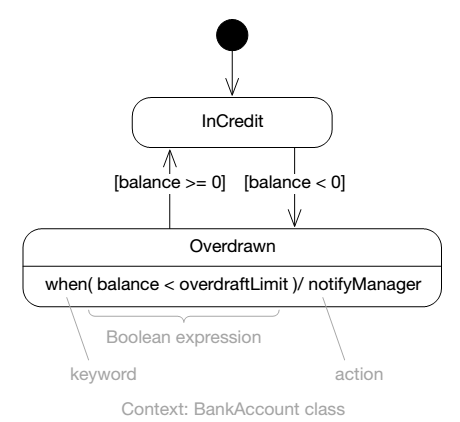 InCredit
[balance >= 0] [balance < 0]
Overdrawn
when( balance < overdraftLimit )/ notifyManager
Boolean expression
keyword action
Context: BankAccount class